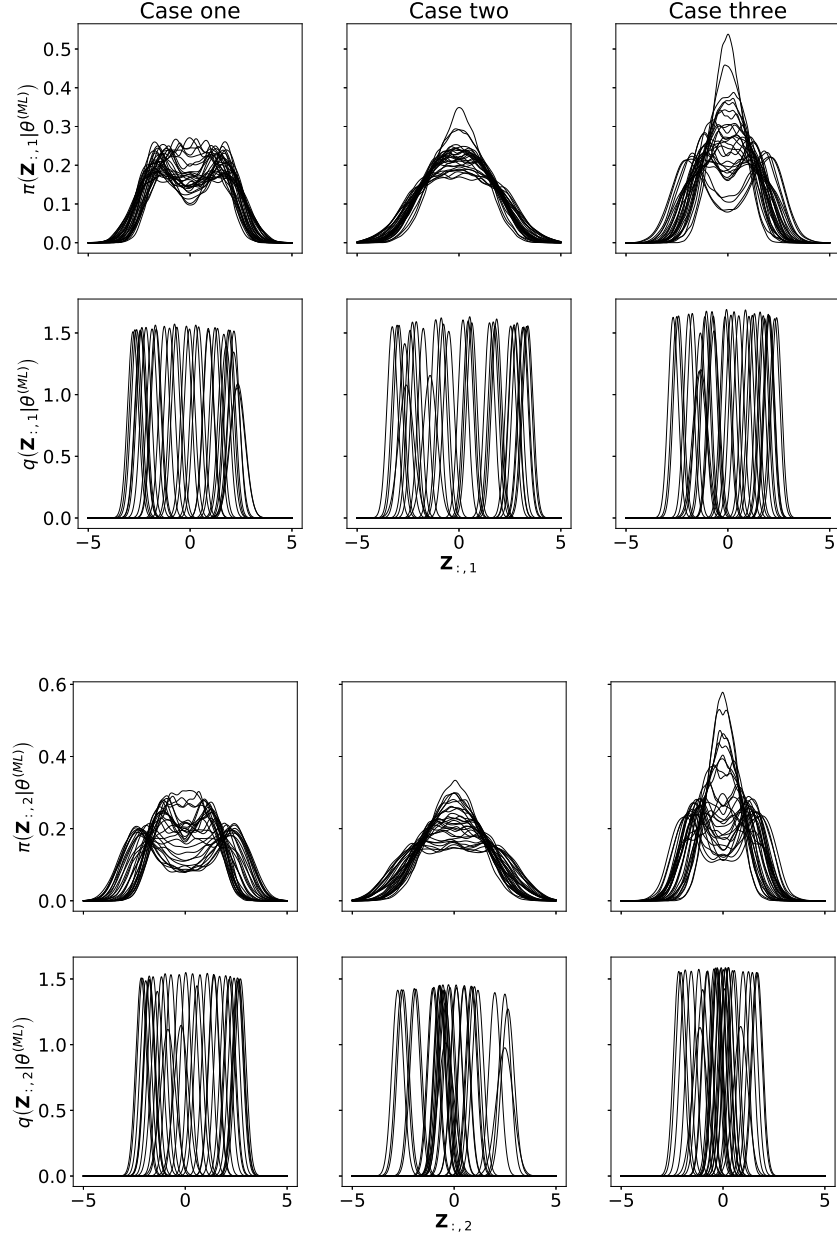 Case one Case two Case three
0.5
0.4
0.3
0.2
0.1
0.0
π(Z:,1|θ(ML))
1.5
1.0
0.5
0.0
q(Z:,1|θ(ML))
−5 0 5 −5 0 5 −5 0 5
Z:,1
0.6
0.4
0.2
0.0
π(Z:,2|θ(ML))
1.5
1.0
0.5
0.0
q(Z:,2|θ(ML))
−5 0 5 −5 0 5 −5 0 5
Z:,2